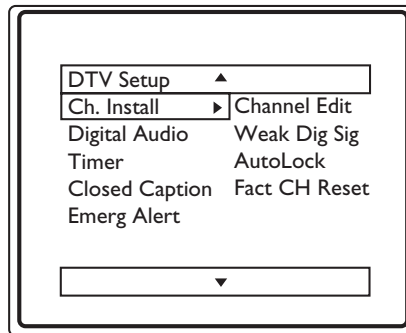 DTV Setup ▲
Ch. Install ▶ Channel Edit
Digital Audio Weak Dig Sig
Timer AutoLock
Closed Caption Fact CH Reset
Emerg Alert
▼